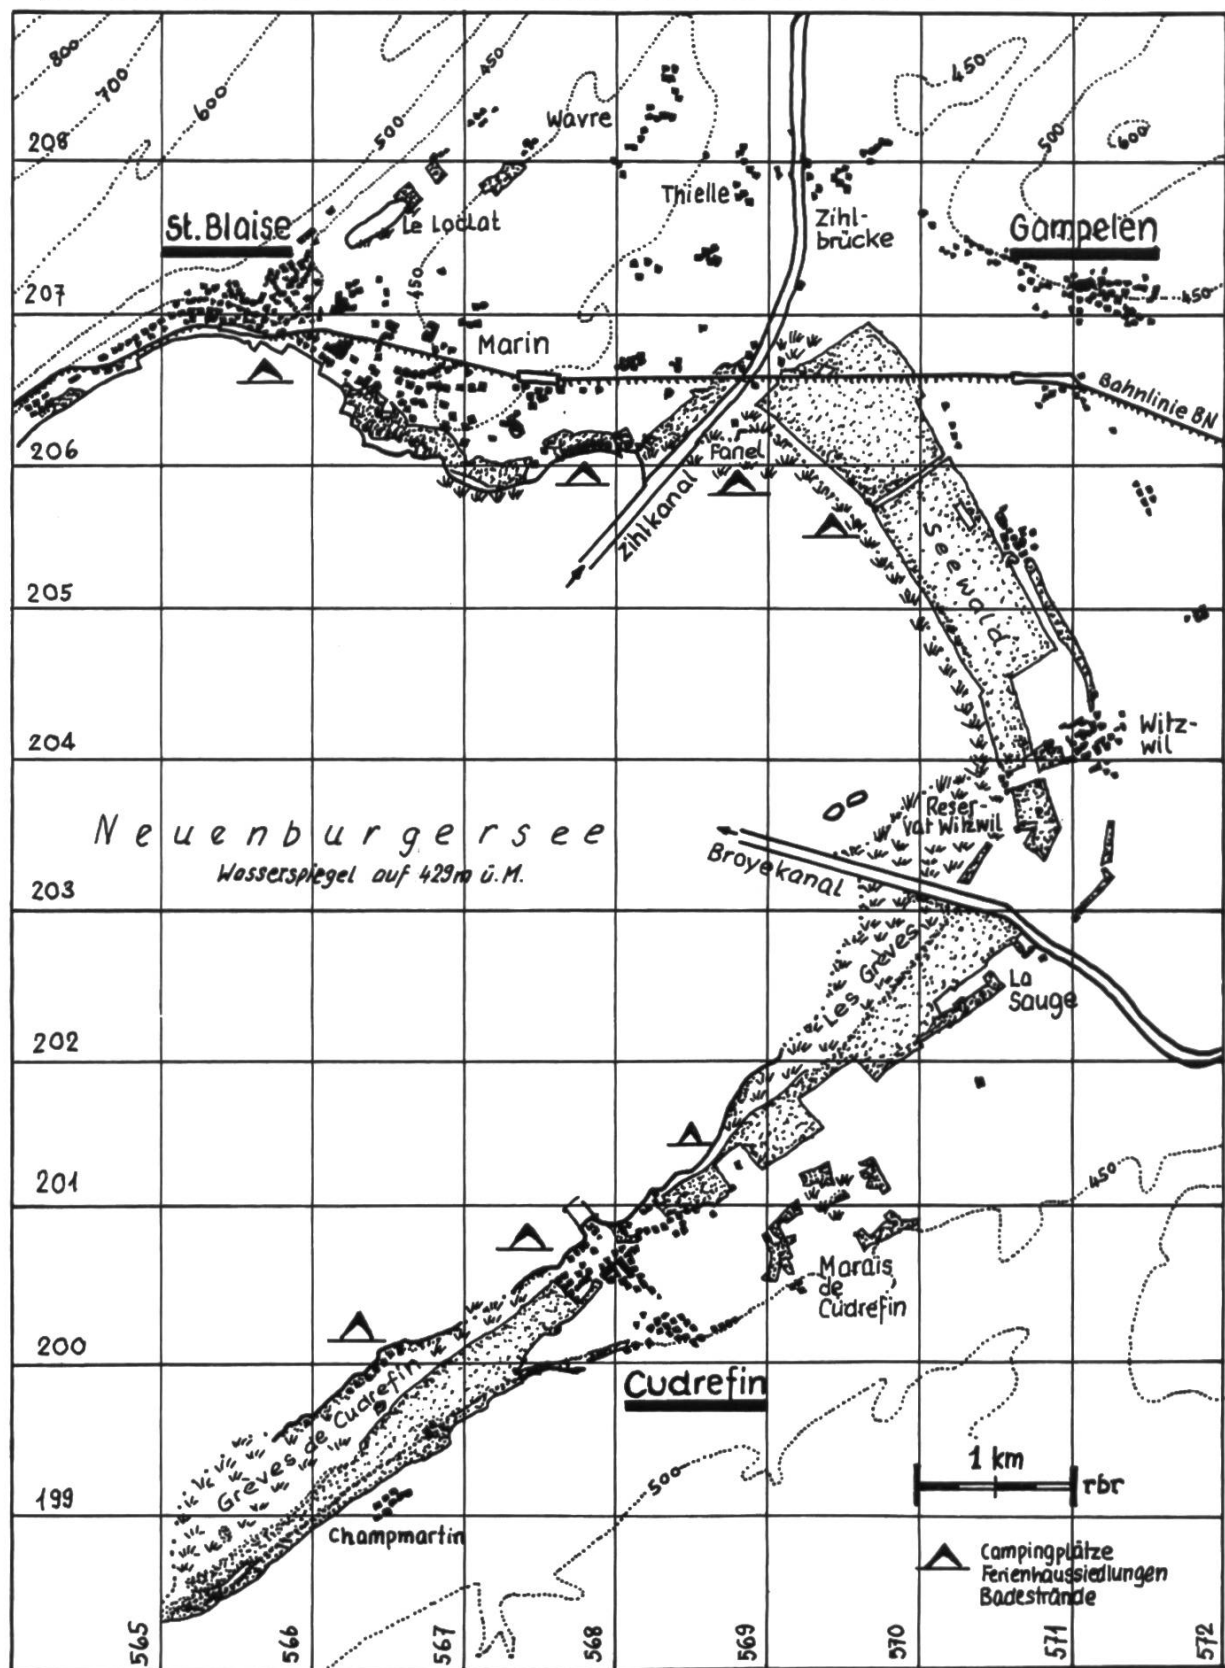 800
700
600
500
450
450
500
600
Wavre
208
Thielle
Zihl-
brücke
Le Loclat
St. Blaise
Gampelen
207
450
450
Marin
Bahnlinie BN
206
Fanel
Zihlkanal
Seewald
205
204
Witz-
wil
Neuenburgersee
Wasserspiegel auf 429m ü.M.
Reser-
vat Witzwil
Broyekanal
203
Les Grèves
La
Sauge
202
201
450
Marais
de
Cudrefin
200
Cudrefin
Grèves de Cudrefin
500
1 km
rbr
199
Champmartin
Campingplätze
Ferienhaussiedlungen
Badestrände
565
566
567
568
569
570
571
572